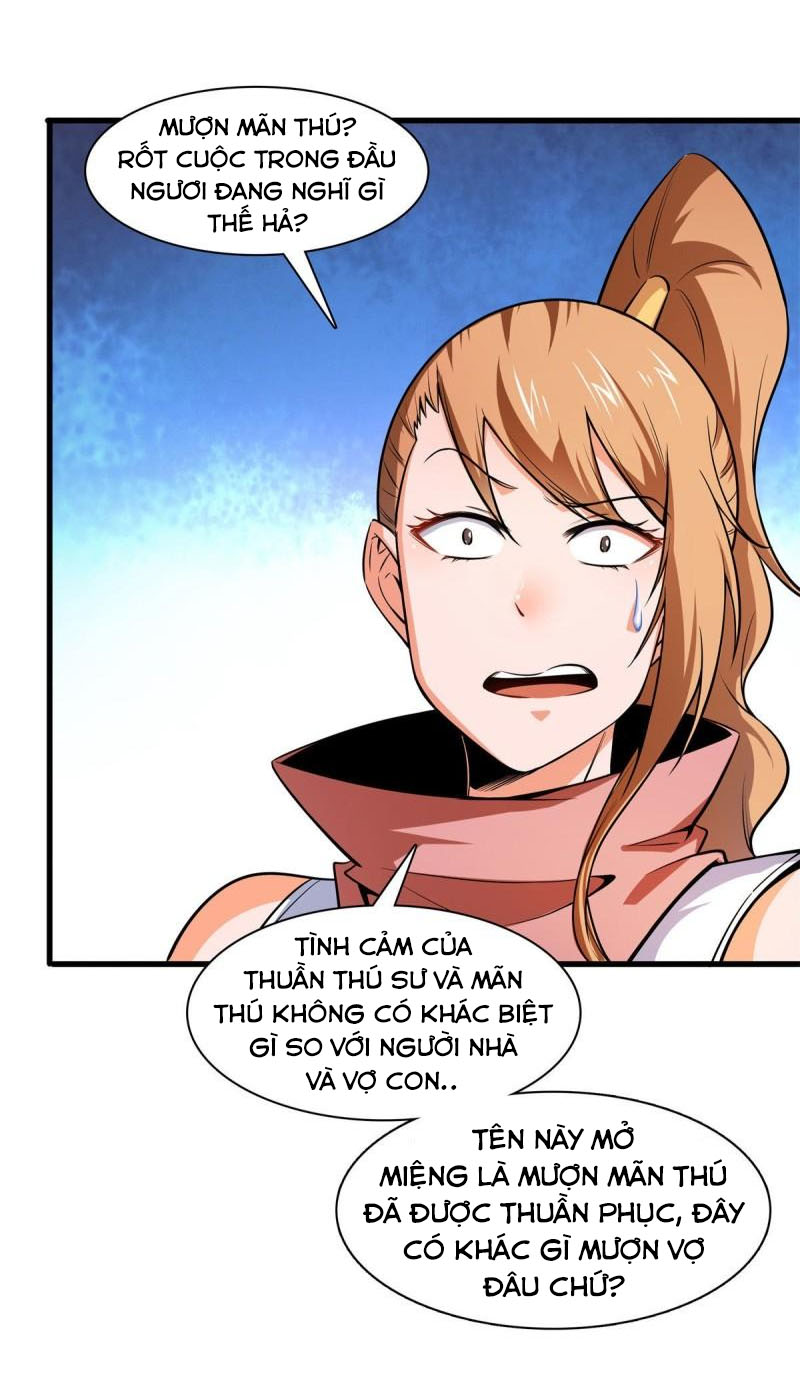 MƯỢN MÃN THÚ?
RỐT CUỘC TRONG ĐẦU
NGƯƠI ĐANG NGHĨ GÌ
THẾ HẢ?
TÌNH CẢM CỦA
THUẦN THÚ SƯ VÀ MÃN
THÚ KHÔNG CÓ KHÁC BIỆT
GÌ SO VỚI NGƯỜI NHÀ
VÀ VỢ CON..
TÊN NÀY MỞ
MIỆNG LÀ MƯỢN MÃN THÚ
ĐÃ ĐƯỢC THUẦN PHỤC, ĐÂY
CÓ KHÁC GÌ MƯỢN VỢ
ĐÂU CHỨ?